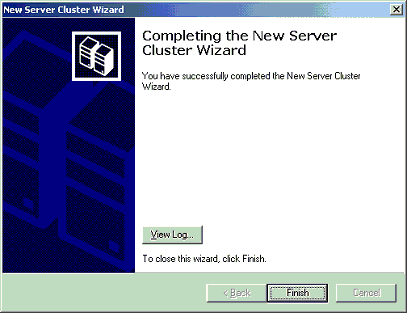 New Server Cluster Wizard
Completing the New Server
Cluster Wizard
You have successfully completed the New Server Cluster
Wizard.
View Log...
To close this wizard, click Finish.
< Back
Finish
Cancel